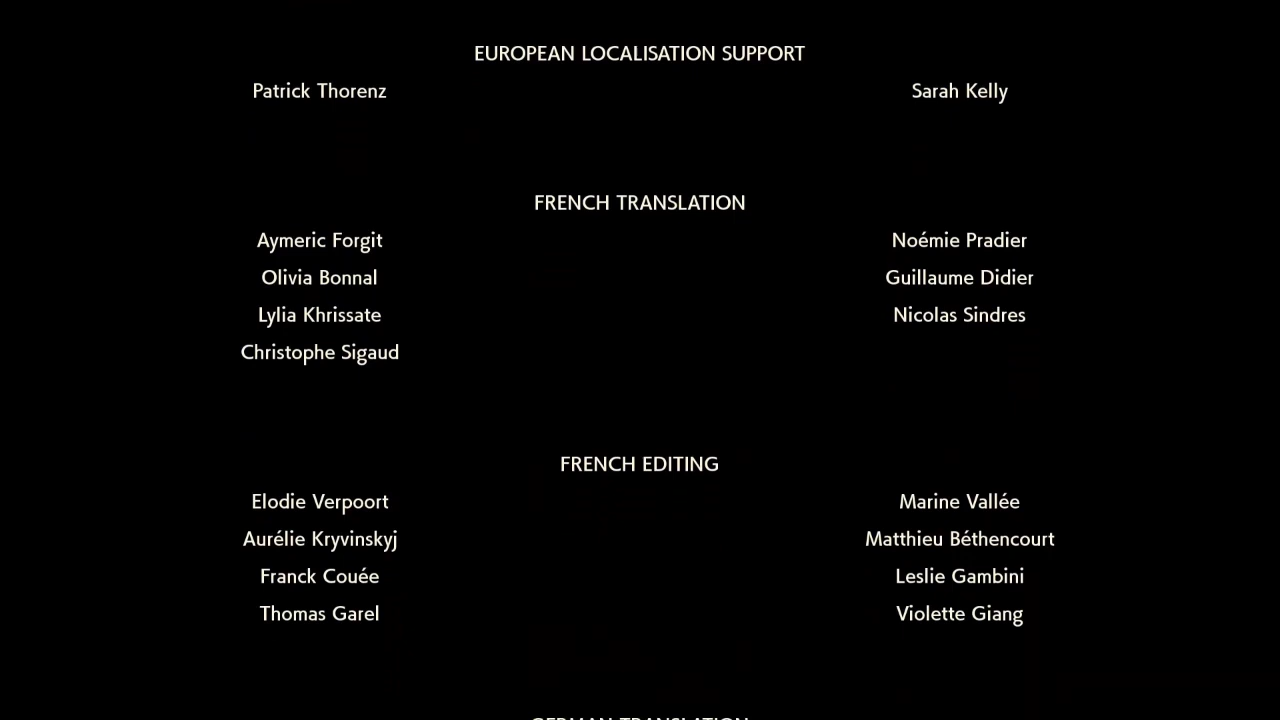 EUROPEAN LOCALISATION SUPPORT
Patrick Thorenz Sarah Kelly
FRENCH TRANSLATION
Aymeric Forgit Noémie Pradier
Olivia Bonnal Guillaume Didier
Lylia Khrissate Nicolas Sindres
Christophe Sigaud
FRENCH EDITING
Elodie Verpoort Marine Vallée
Aurélie Kryvinskyj Matthieu Béthencourt
Franck Couée Leslie Gambini
Thomas Garel Violette Giang
GERMAN TRANSLATION